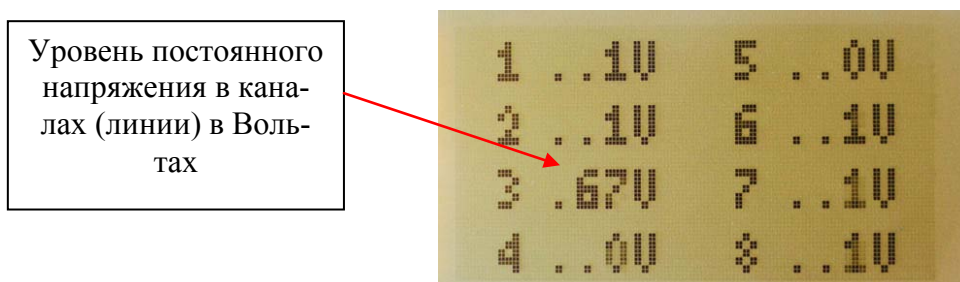 Уровень постоянного
напряжения в кана-
лах (линии) в Воль-
тах
1 ..1V 5 ..0V
2 ..1V 6 ..1V
3 .67V 7 ..1V
4 ..0V 8 ..1V